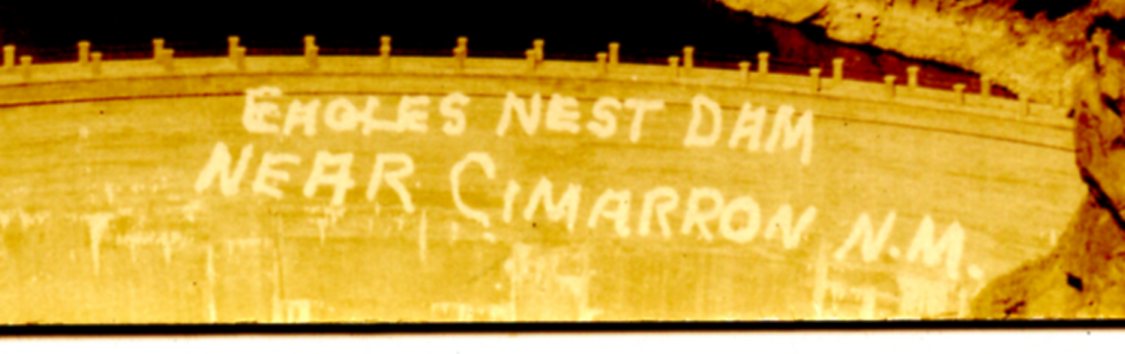 EAGLES NEST DAM
NEAR CIMARRON N.M.